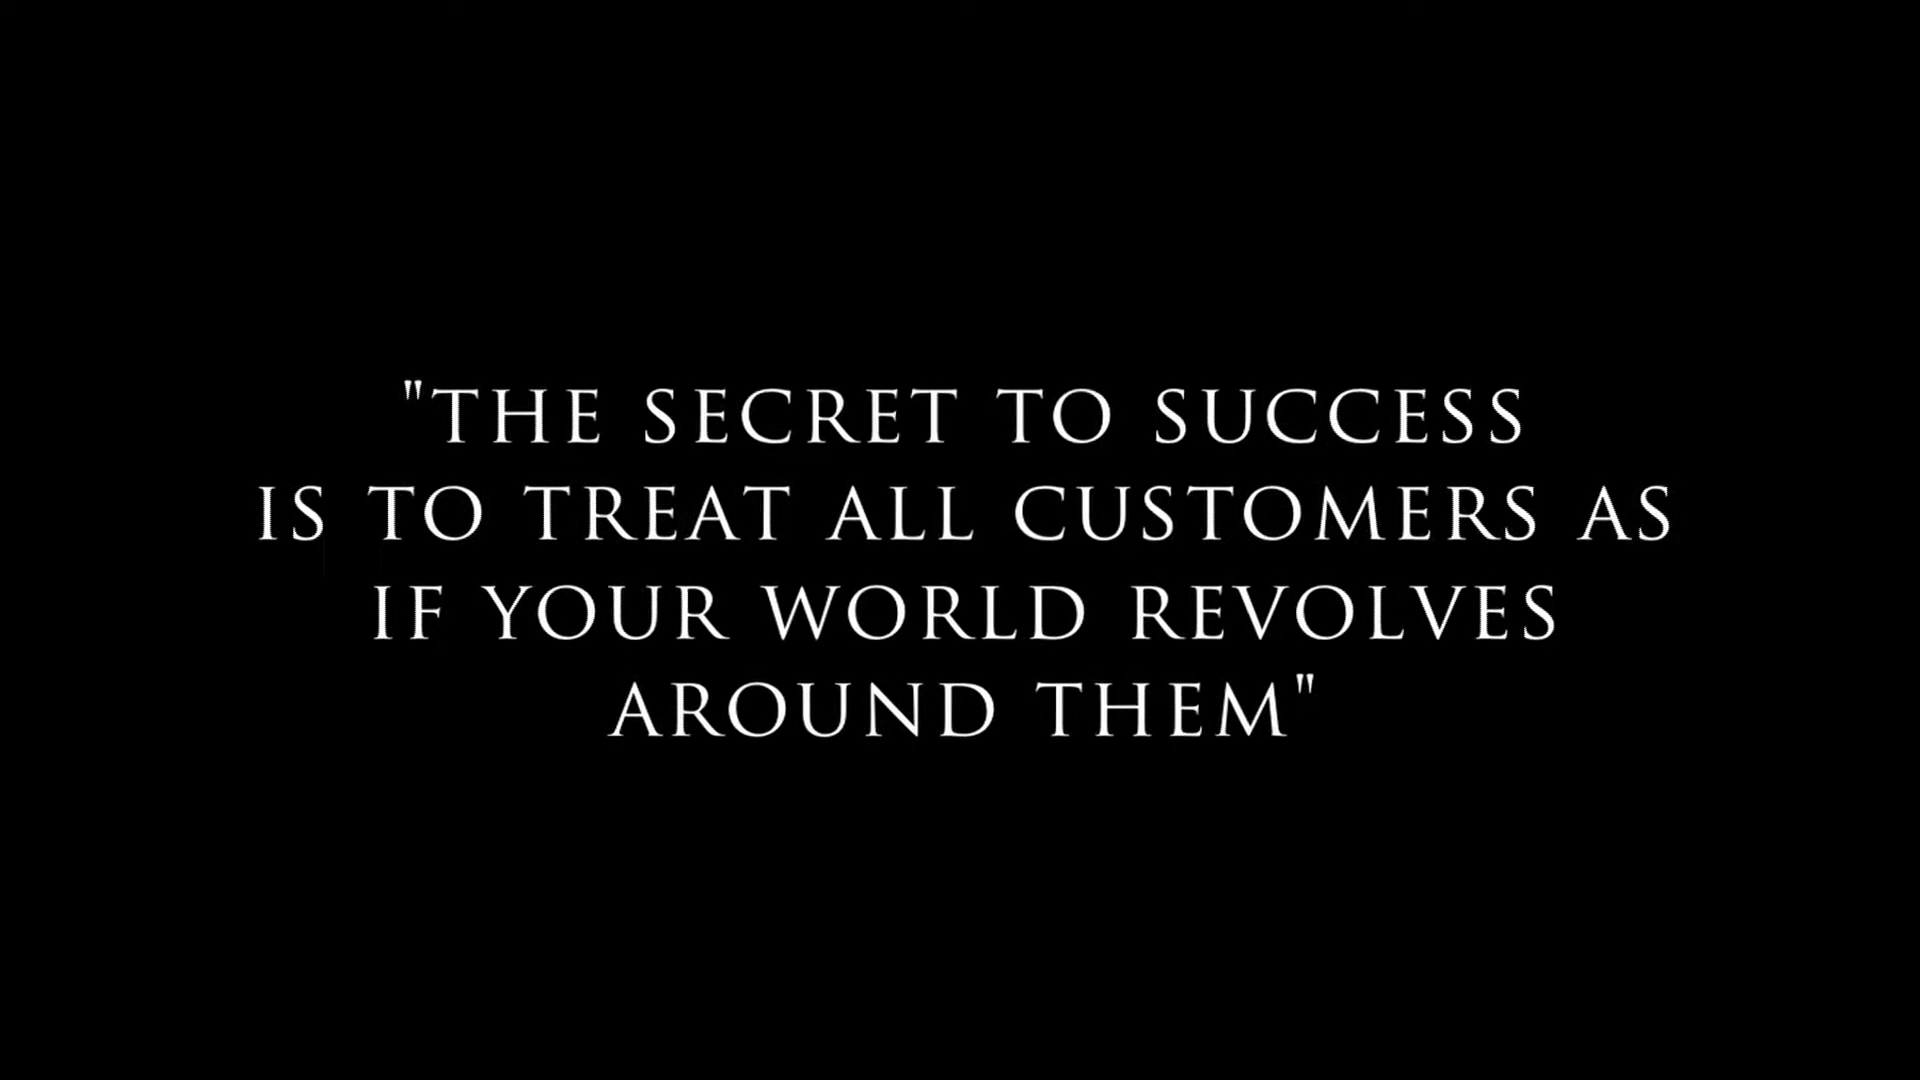 "THE SECRET TO SUCCESS
IS TO TREAT ALL CUSTOMERS AS
IF YOUR WORLD REVOLVES
AROUND THEM"